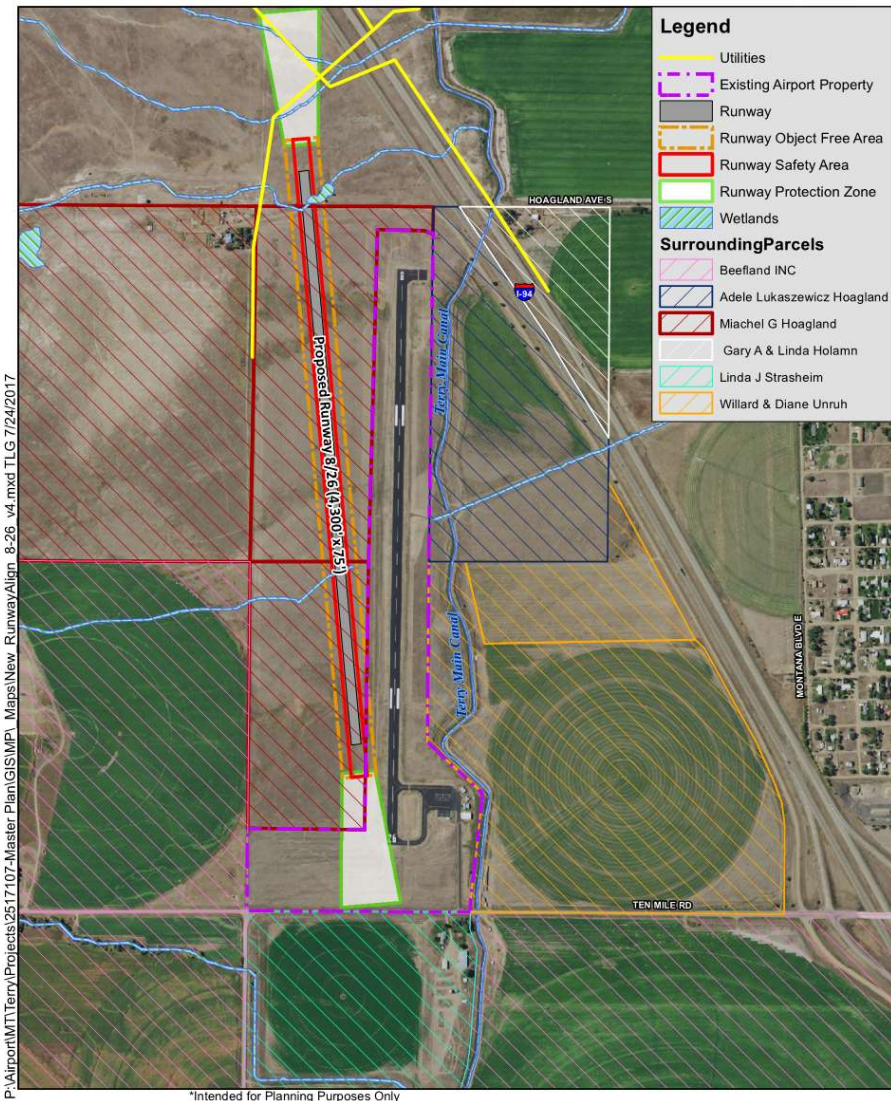 Legend
Utilities
Existing Airport Property
Runway
Runway Object Free Area
Runway Safety Area
Runway Protection Zone
Wetlands
SurroundingParcels
Beefland INC
Adele Lukaszewicz Hoagland
Miachel G Hoagland
Gary A & Linda Holamn
Linda J Strasheim
Willard & Diane Unruh
HOAGLAND AVE S
I-94
Terry Main Canal
Proposed Runway 8/26 (4,300' x 75')
Terry Main Canal
MONTANA BLVD E
TEN MILE RD
P:\Airport\MT\Terry\Projects\2517107-Master Plan\GIS\MP\_Maps\New_RunwayAlign_8-26_v4.mxd TLG 7/24/2017
*Intended for Planning Purposes Only